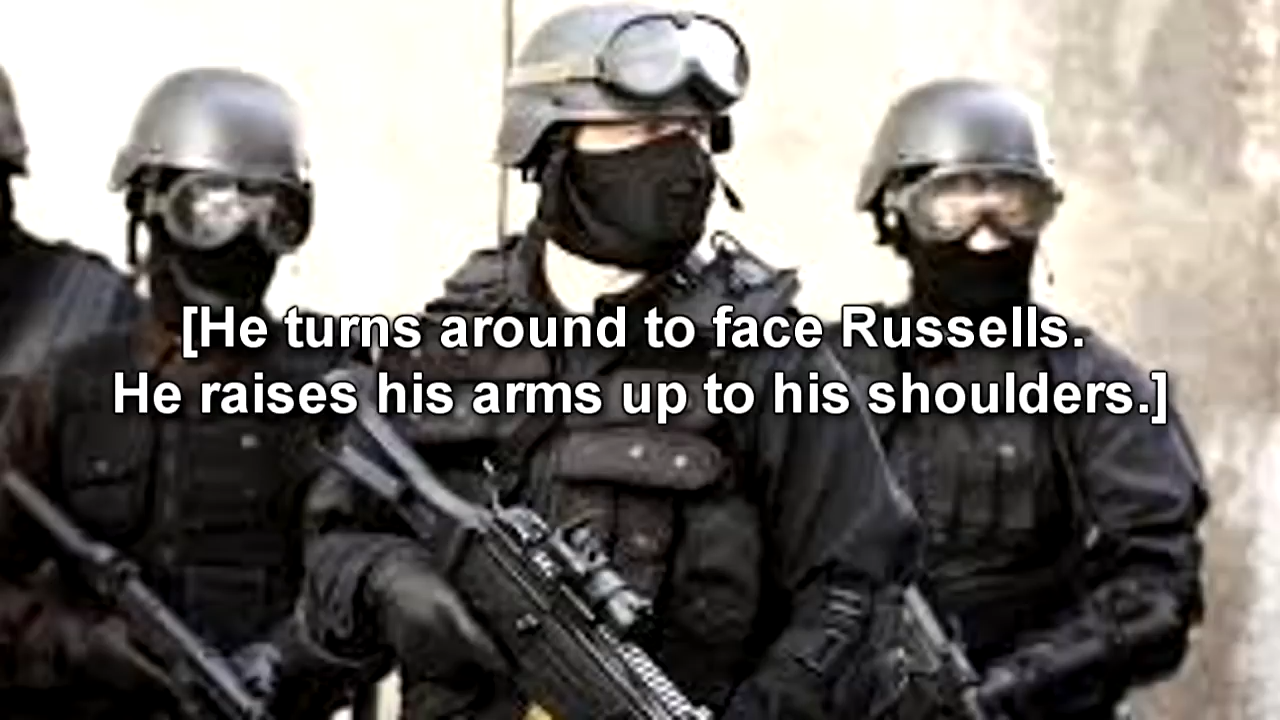 [He turns around to face Russells.
He raises his arms up to his shoulders.]